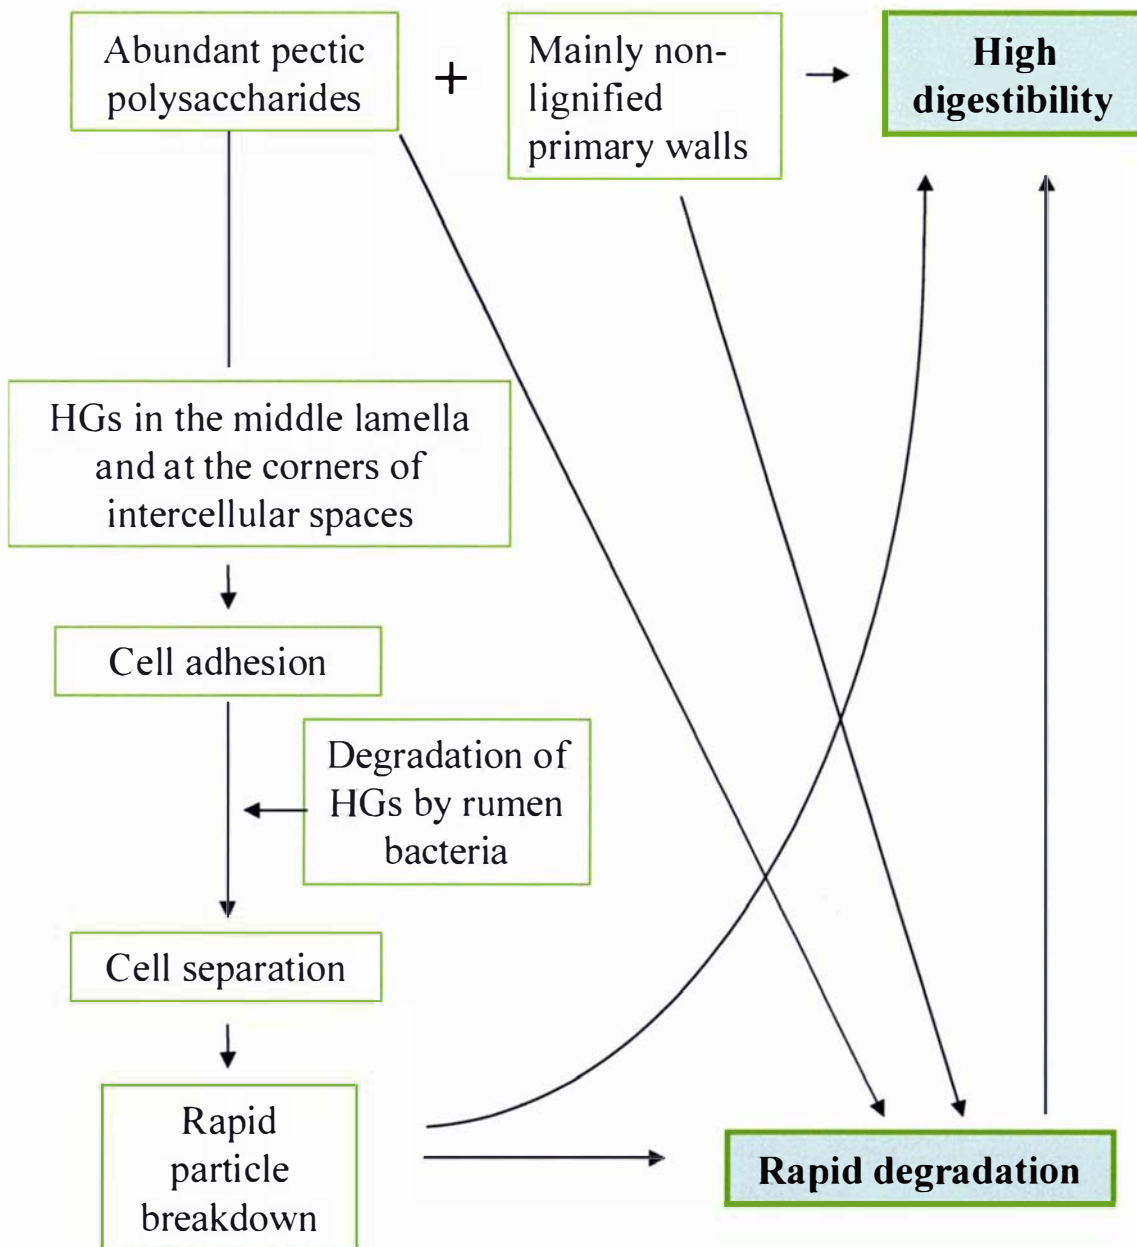 Abundant pectic
polysaccharides
+
Mainly non-
lignified
primary walls
High
digestibility
HGs in the middle lamella
and at the corners of
intercellular spaces
Cell adhesion
Degradation of
HGs by rumen
bacteria
Cell separation
Rapid
particle
breakdown
Rapid degradation